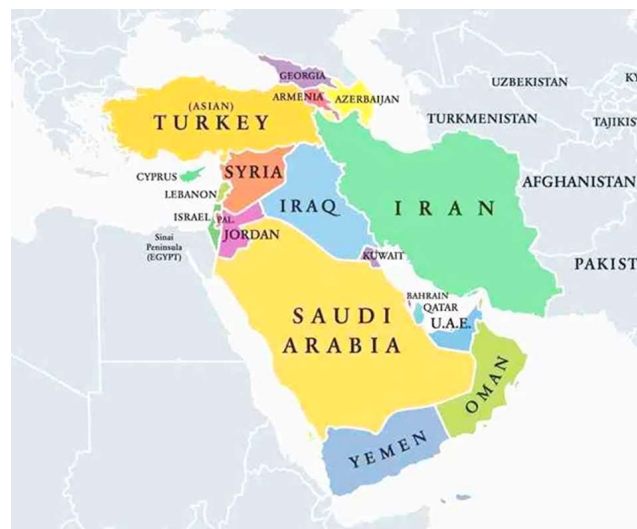 GEORGIA
UZBEKISTAN
KY
(ASIAN)
TURKEY
ARMENIA
AZERBAIJAN
TURKMENISTAN
TAJIKIS
CYPRUS
SYRIA
LEBANON
AFGHANISTAN
ISRAEL
PAL.
IRAQ
IRAN
JORDAN
Sinai
Peninsula
(EGYPT)
KUWAIT
PAKIST
BAHRAIN
QATAR
U.A.E.
SAUDI
ARABIA
OMAN
YEMEN